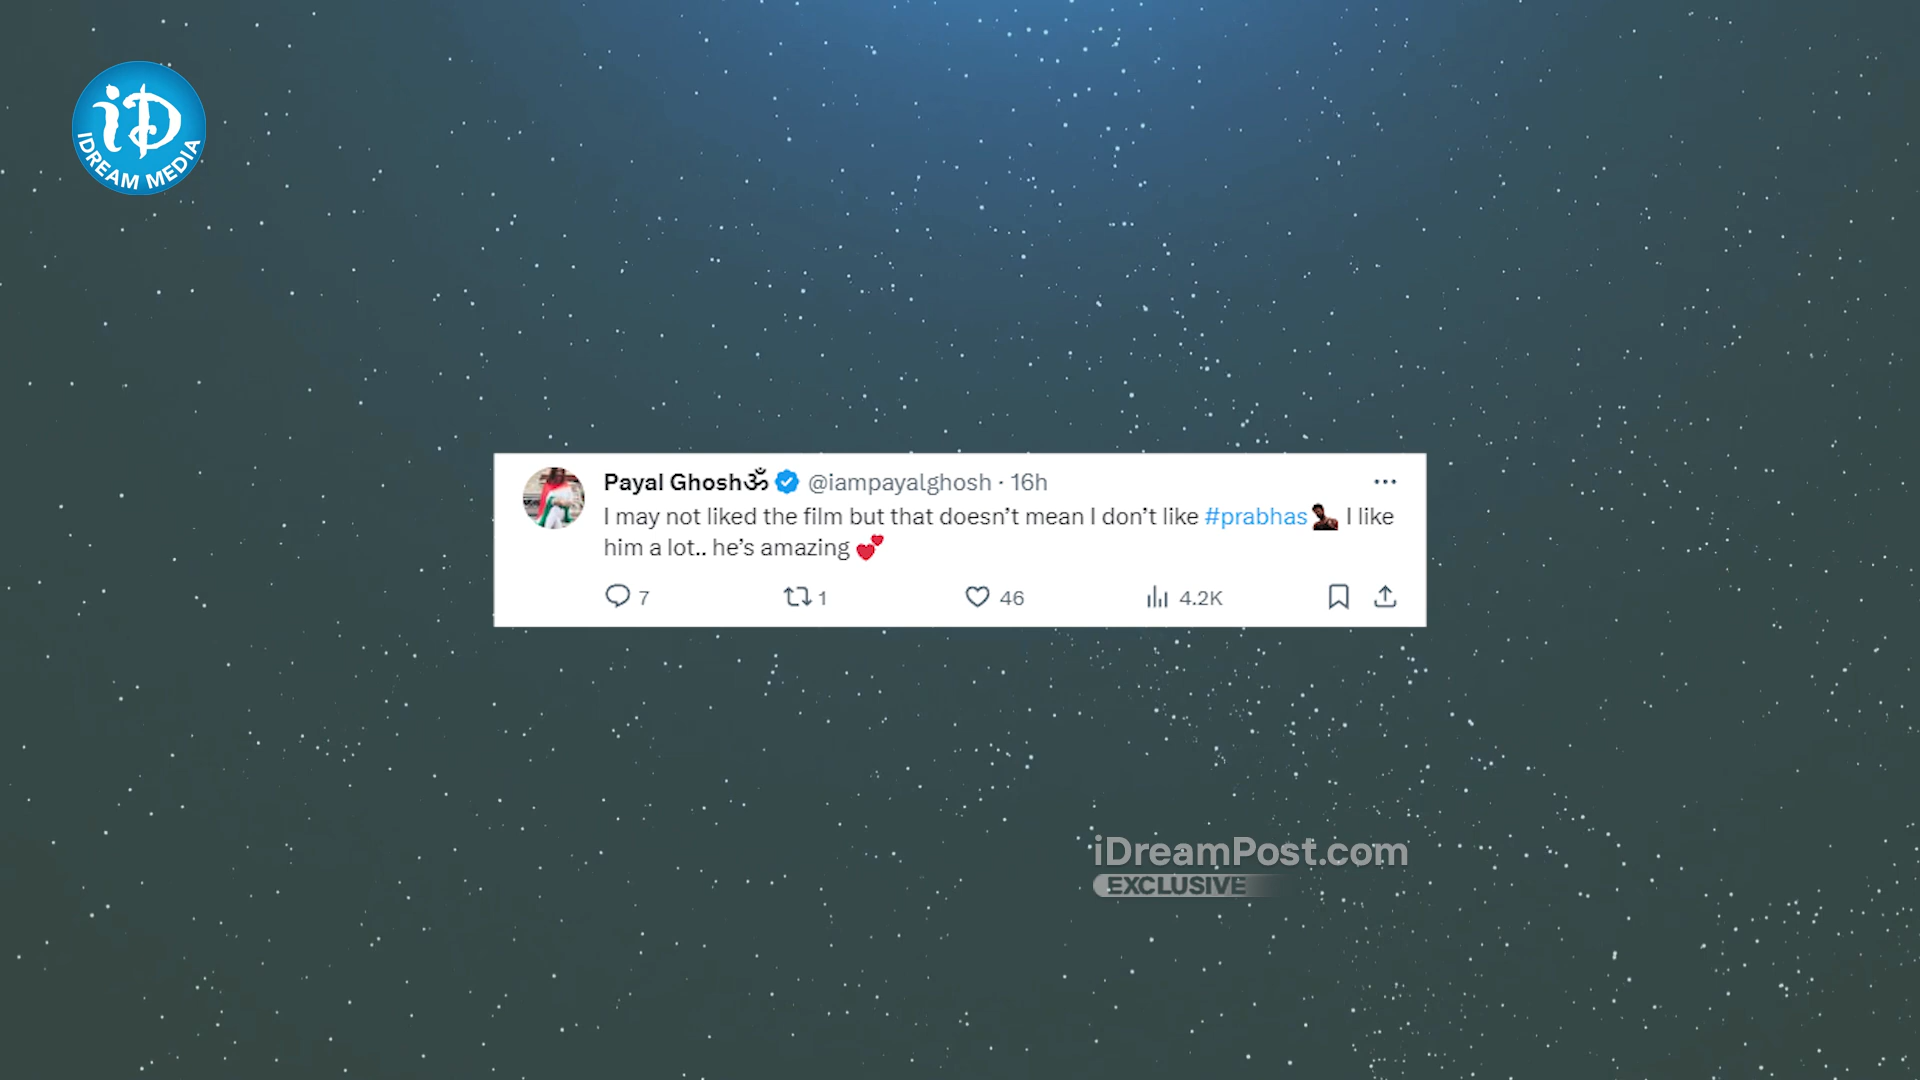 iD
IDREAM MEDIA
Payal Ghoshॐ @iampayalghosh · 16h
I may not liked the film but that doesn’t mean I don’t like #prabhas I like
him a lot.. he’s amazing 💕
7 1 46 4.2K
iDreamPost.com
EXCLUSIVE